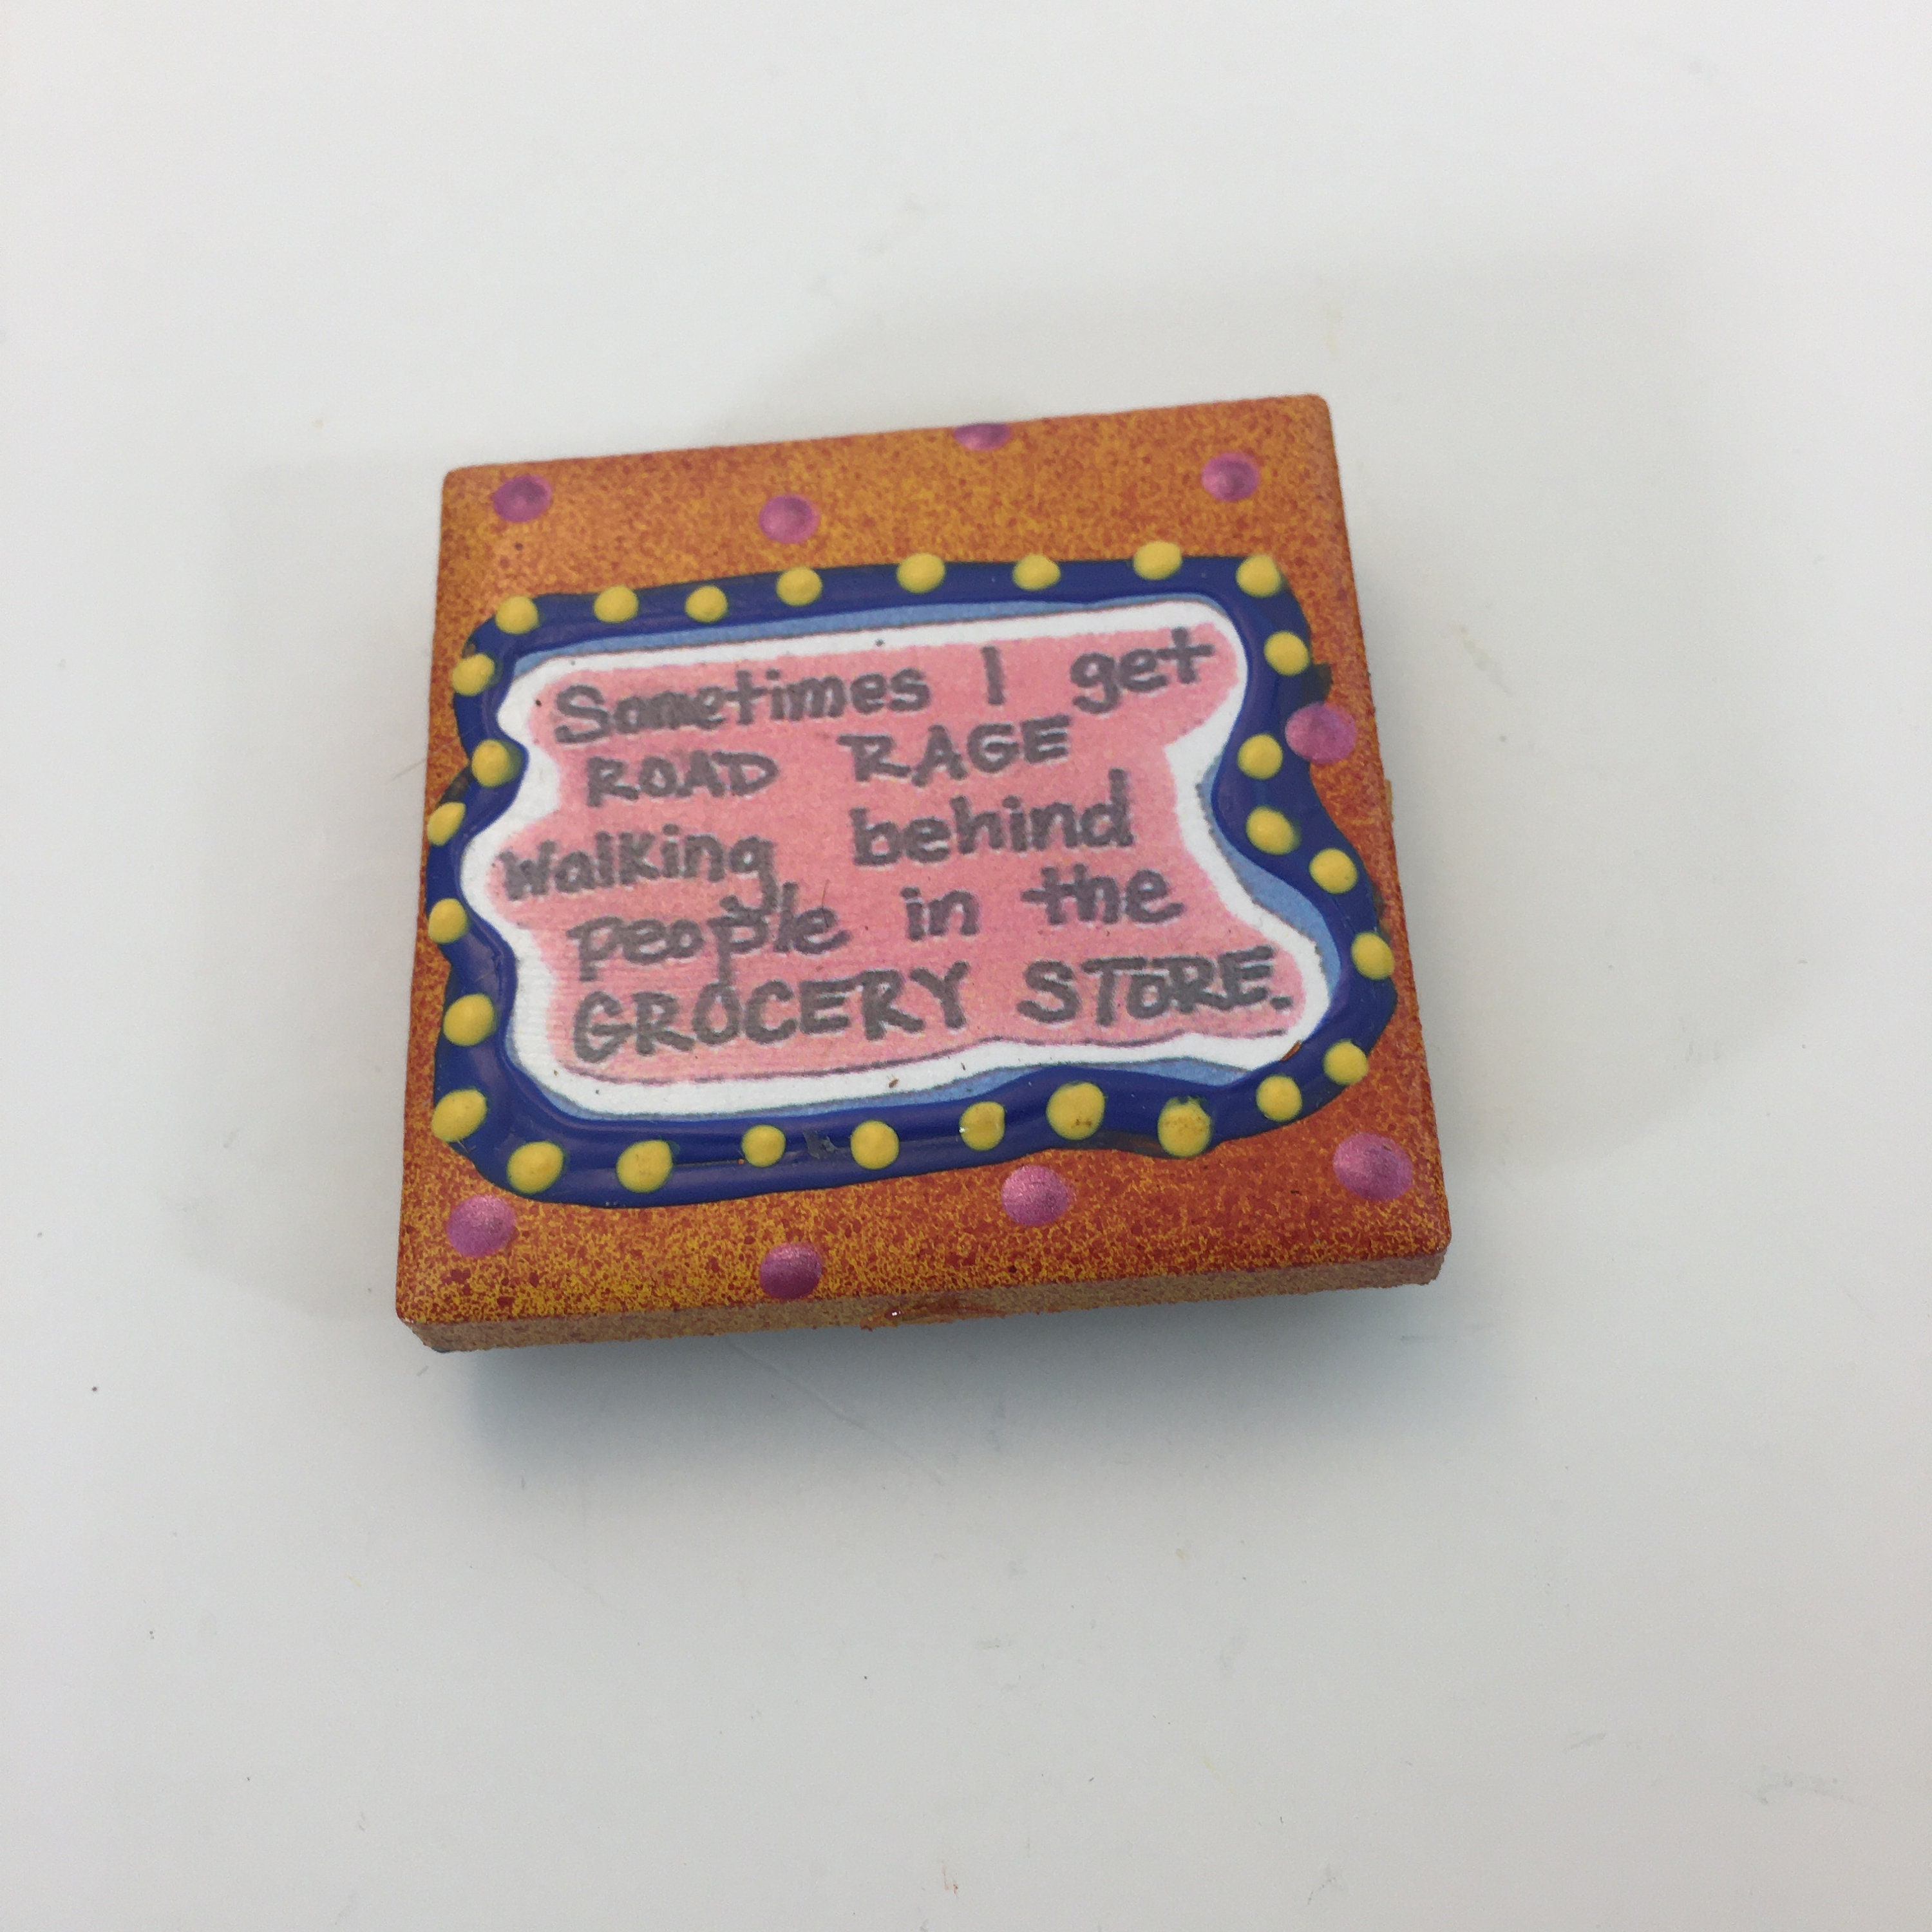 Sometimes I get
ROAD RAGE
Walking behind
people in the
GROCERY STORE.